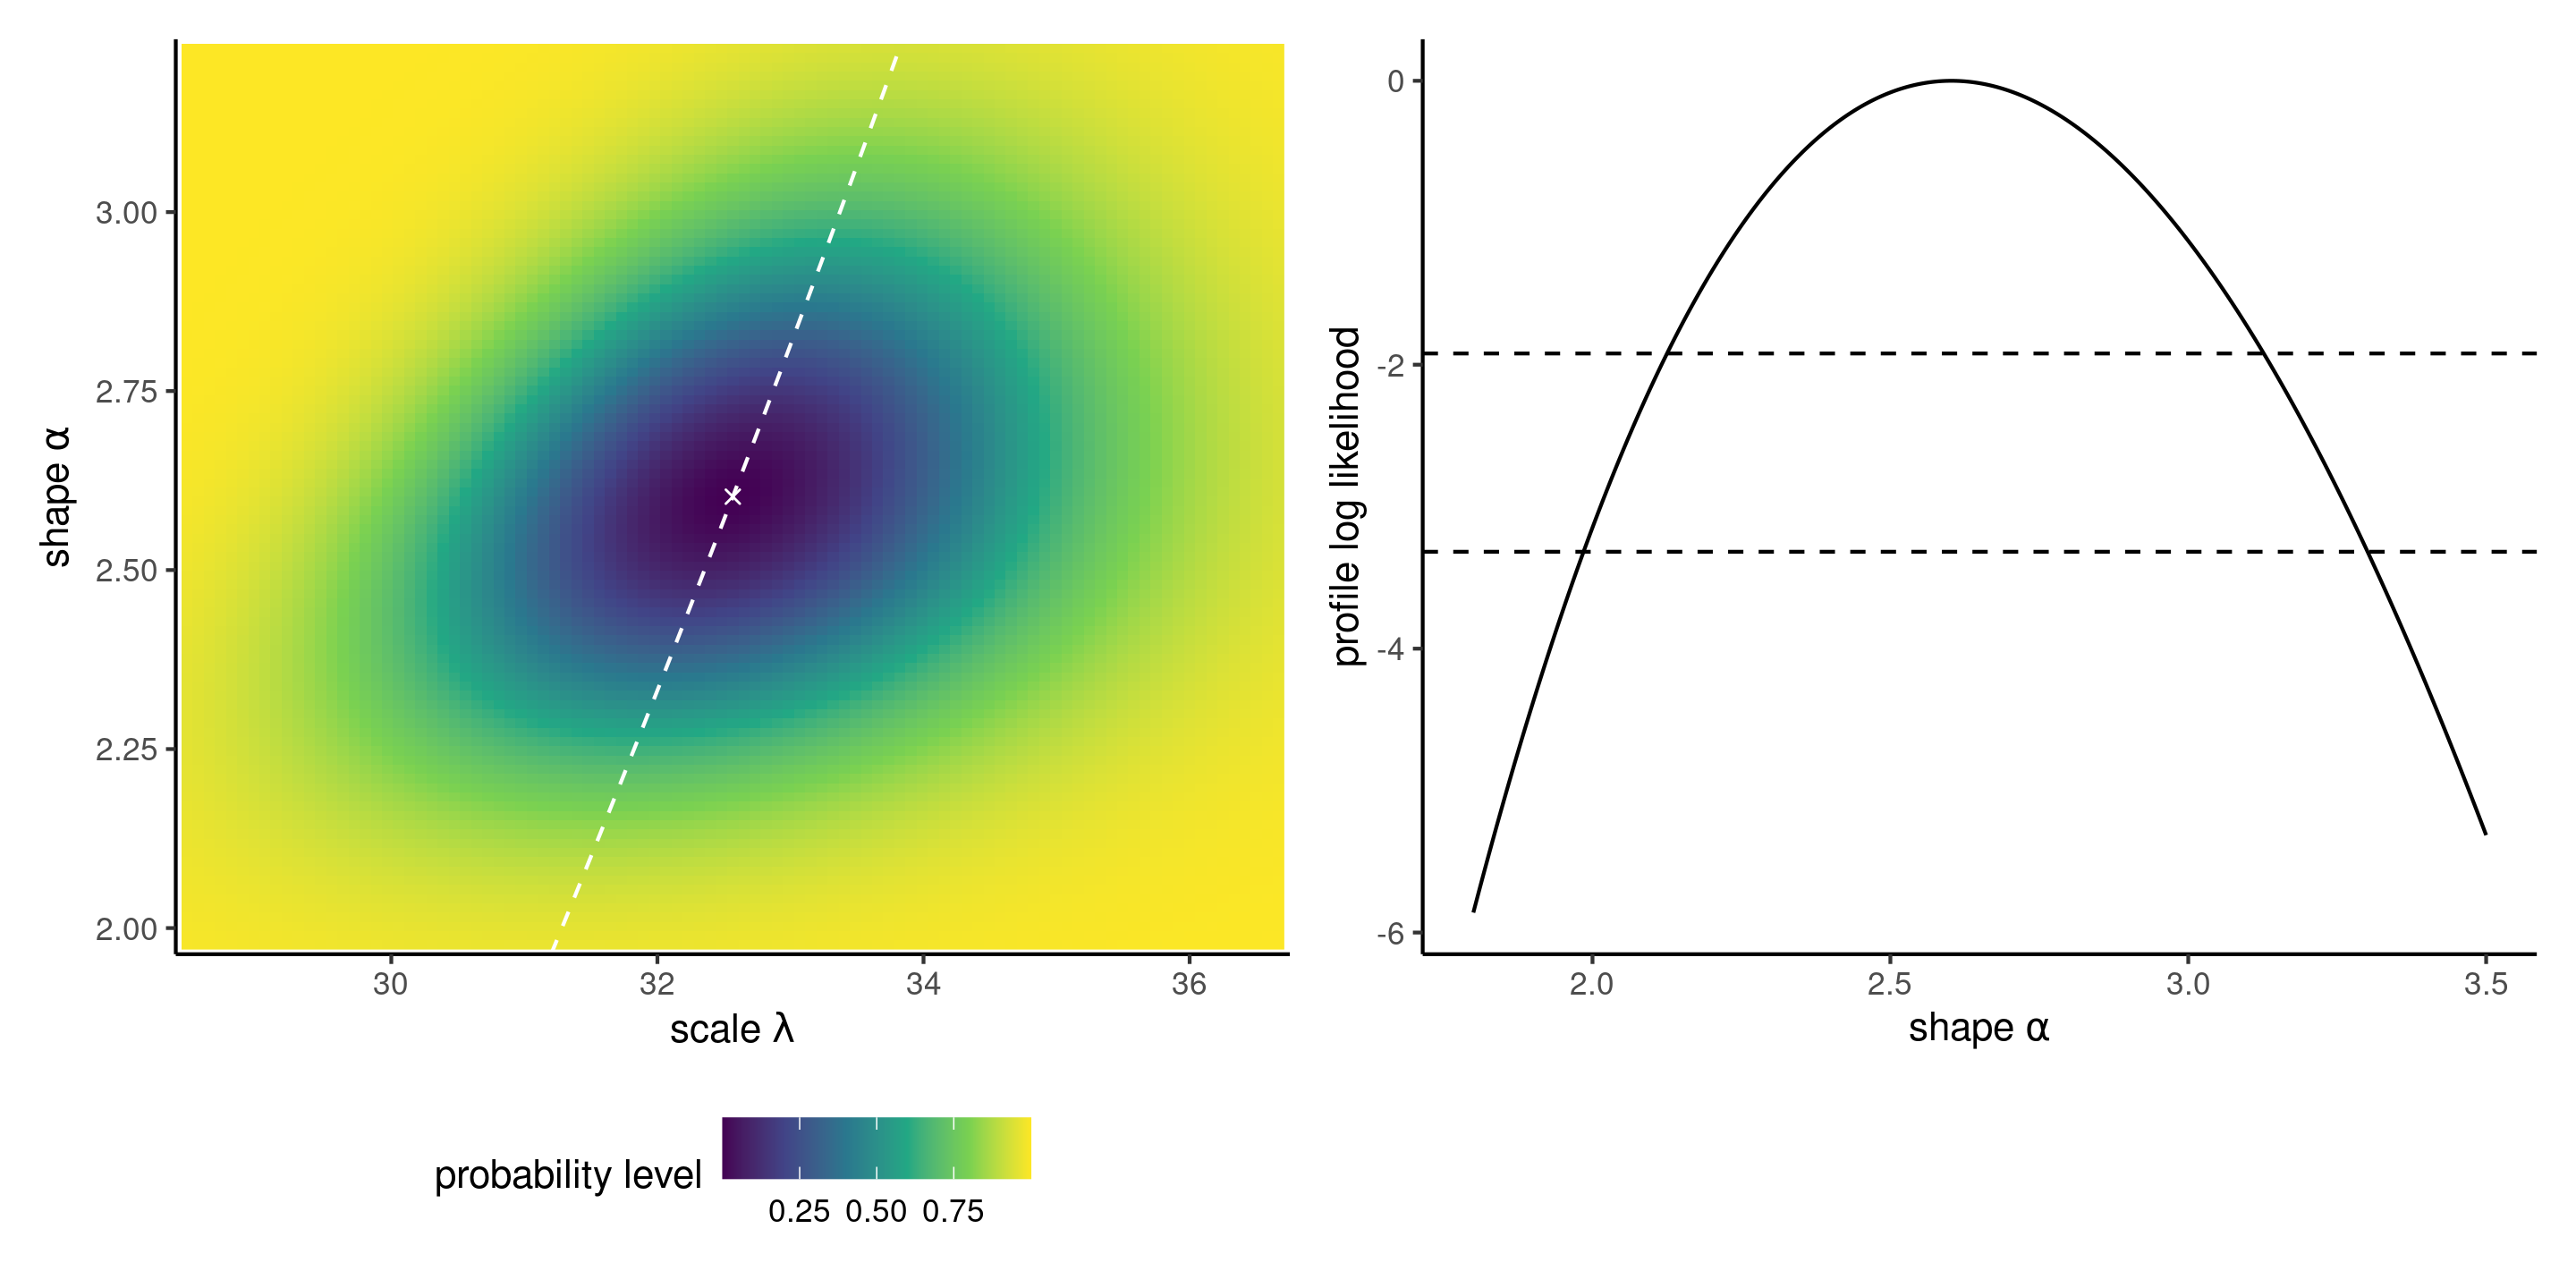 shape α
3.00
2.75
2.50
2.25
2.00
30 32 34 36
scale λ
probability level
0.25 0.50 0.75
profile log likelihood
0
-2
-4
-6
2.0 2.5 3.0 3.5
shape α